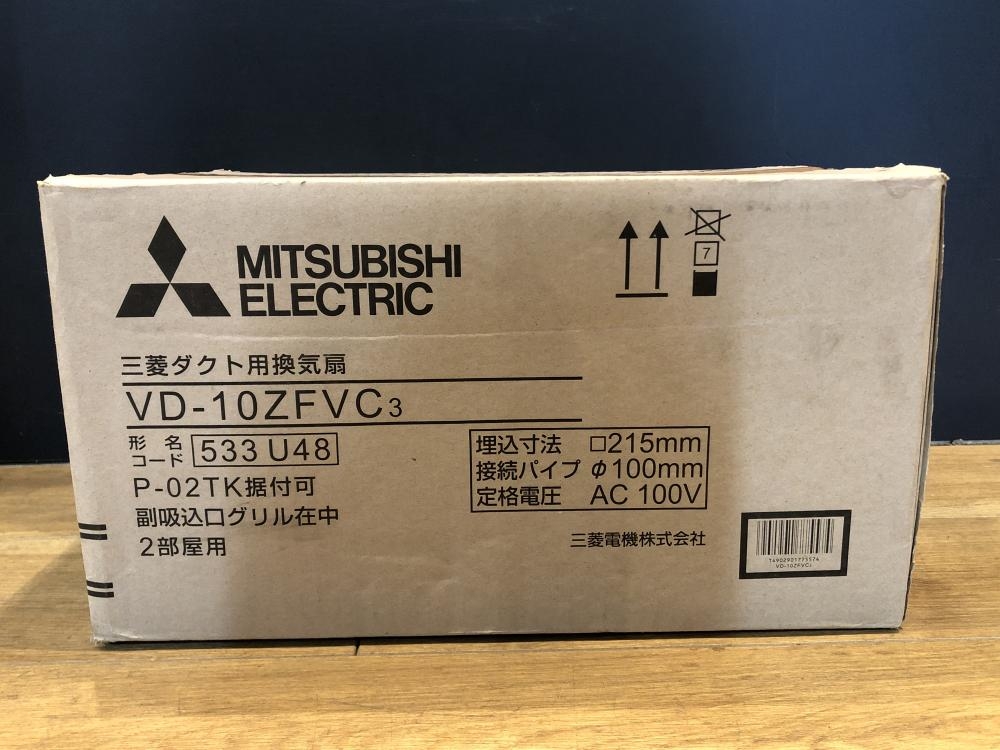 MITSUBISHI
ELECTRIC
7
三菱ダクト用換気扇
VD-10ZFVC3
形名
コード 533 U48
P-02TK据付可
副吸込口グリル在中
2部屋用
埋込寸法 □215mm
接続パイプ φ100mm
定格電圧 AC 100V
三菱電機株式会社
VD-10ZFVC3